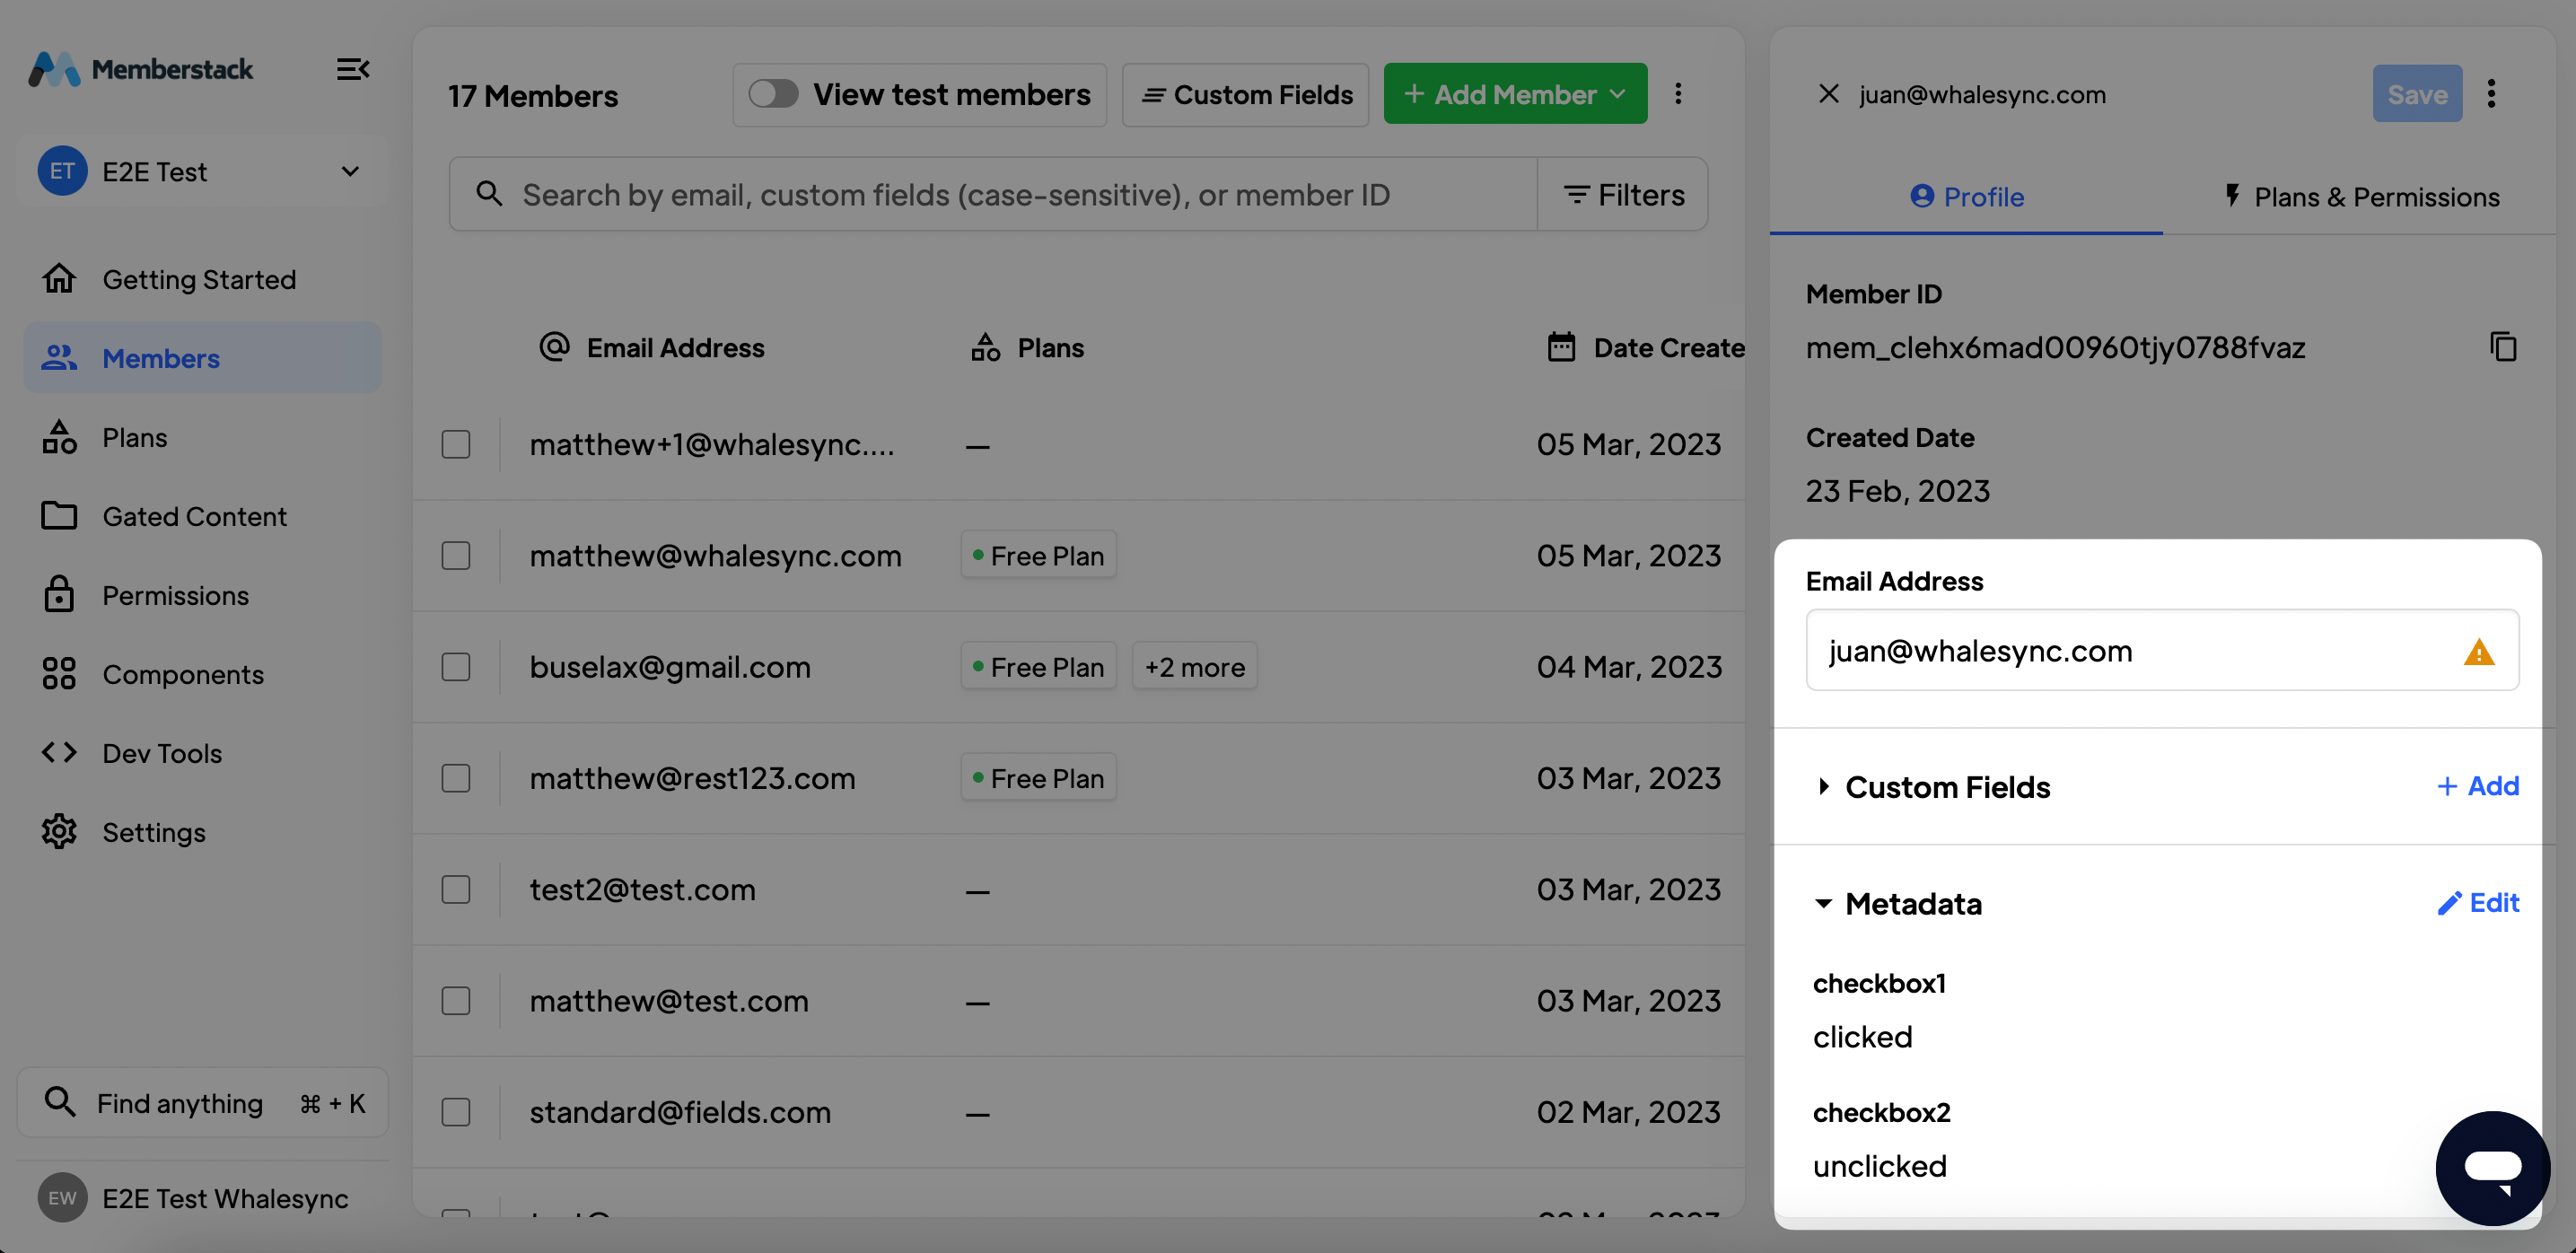 Memberstack
ET E2E Test
Getting Started
Members
Plans
Gated Content
Permissions
Components
Dev Tools
Settings
Find anything ⌘ + K
EW E2E Test Whalesync
17 Members
View test members
Custom Fields
+ Add Member
Search by email, custom fields (case-sensitive), or member ID
Filters
Email Address Plans Date Create
matthew+1@whalesync.... — 05 Mar, 2023
matthew@whalesync.com Free Plan 05 Mar, 2023
buselax@gmail.com Free Plan +2 more 04 Mar, 2023
matthew@rest123.com Free Plan 03 Mar, 2023
test2@test.com — 03 Mar, 2023
matthew@test.com — 03 Mar, 2023
standard@fields.com — 02 Mar, 2023
juan@whalesync.com
Save
Profile
Plans & Permissions
Member ID
mem_clehx6mad00960tjy0788fvaz
Created Date
23 Feb, 2023
Email Address
juan@whalesync.com
Custom Fields + Add
Metadata Edit
checkbox1
clicked
checkbox2
unclicked